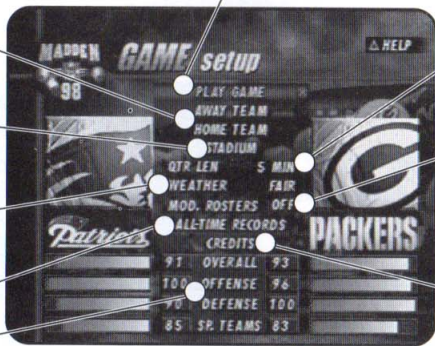 MADDEN
98
GAME setup
△ HELP
PLAY GAME
AWAY TEAM
HOME TEAM
STADIUM
QTR LEN 5 MIN
WEATHER FAIR
MOD. ROSTERS OFF
ALL-TIME RECORDS
CREDITS
Patriots
PACKERS
G
91 OVERALL 93
100 OFFENSE 96
90 DEFENSE 100
85 SP. TEAMS 83